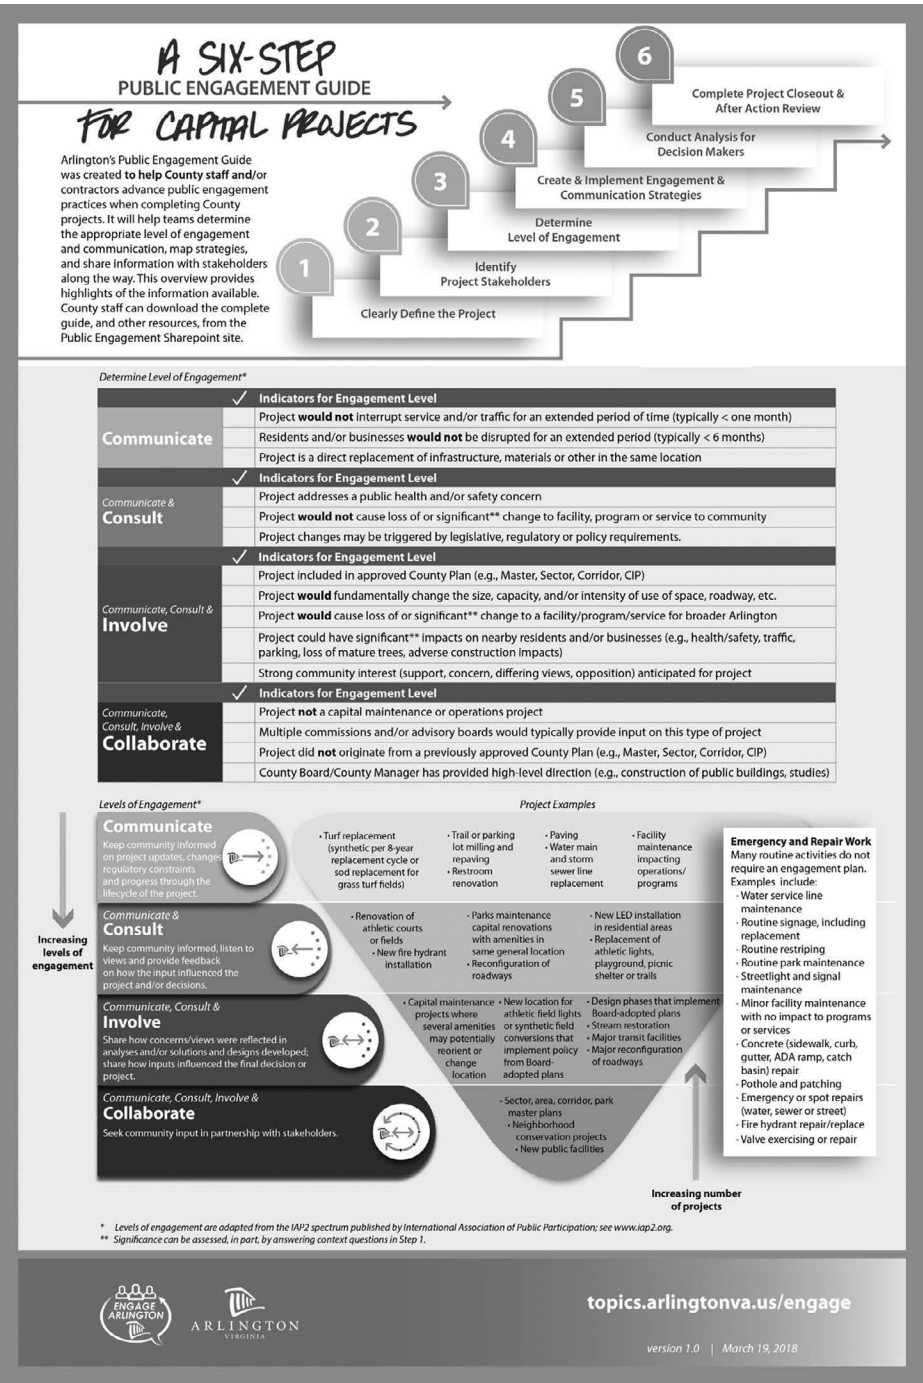 A SIX-STEP
PUBLIC ENGAGEMENT GUIDE
FOR CAPITAL PROJECTS
Arlington's Public Engagement Guide
was created to help County staff and/or
contractors advance public engagement
practices when completing County
projects. It will help teams determine
the appropriate level of engagement
and communication, map strategies,
and share information with stakeholders
along the way. This overview provides
highlights of the information available.
County staff can download the complete
guide, and other resources, from the
Public Engagement Sharepoint site.
1
Clearly Define the Project
2
Identify
Project Stakeholders
3
Determine
Level of Engagement
4
Create & Implement Engagement &
Communication Strategies
5
Conduct Analysis for
Decision Makers
6
Complete Project Closeout &
After Action Review
Determine Level of Engagement*
✓ Indicators for Engagement Level
Communicate
Project would not interrupt service and/or traffic for an extended period of time (typically < one month)
Residents and/or businesses would not be disrupted for an extended period (typically < 6 months)
Project is a direct replacement of infrastructure, materials or other in the same location
✓ Indicators for Engagement Level
Communicate &
Consult
Project addresses a public health and/or safety concern
Project would not cause loss of or significant** change to facility, program or service to community
Project changes may be triggered by legislative, regulatory or policy requirements.
✓ Indicators for Engagement Level
Communicate, Consult &
Involve
Project included in approved County Plan (e.g., Master, Sector, Corridor, CIP)
Project would fundamentally change the size, capacity, and/or intensity of use of space, roadway, etc.
Project would cause loss of or significant** change to a facility/program/service for broader Arlington
Project could have significant** impacts on nearby residents and/or businesses (e.g., health/safety, traffic,
parking, loss of mature trees, adverse construction impacts)
Strong community interest (support, concern, differing views, opposition) anticipated for project
✓ Indicators for Engagement Level
Communicate,
Consult, Involve &
Collaborate
Project not a capital maintenance or operations project
Multiple commissions and/or advisory boards would typically provide input on this type of project
Project did not originate from a previously approved County Plan (e.g., Master, Sector, Corridor, CIP)
County Board/County Manager has provided high-level direction (e.g., construction of public buildings, studies)
Levels of Engagement*
Project Examples
Increasing
levels of
engagement
Communicate
Keep community informed
on project updates, changes
regulatory constraints
and progress through the
lifecycle of the project.
• Turf replacement
(synthetic per 8-year
replacement cycle or
sod replacement for
grass turf fields)
• Trail or parking
lot milling and
repaving
• Restroom
renovation
• Paving
• Water main
and storm
sewer line
replacement
• Facility
maintenance
impacting
operations/
programs
Communicate &
Consult
Keep community informed, listen to
views and provide feedback
on how the input influenced the
project and/or decisions.
• Renovation of
athletic courts
or fields
• New fire hydrant
installation
• Parks maintenance
capital renovations
with amenities in
same general location
• Reconfiguration of
roadways
• New LED installation
in residential areas
• Replacement of
athletic lights,
playground, picnic
shelter or trails
Communicate, Consult &
Involve
Share how concerns/views were reflected in
analyses and/or solutions and designs developed;
share how inputs influenced the final decision or
project.
• Capital maintenance
projects where
several amenities
may potentially
reorient or
change
location
• New location for
athletic field lights
or synthetic field
conversions that
implement policy
from Board-
adopted plans
• Design phases that implement
Board-adopted plans
• Stream restoration
• Major transit facilities
• Major reconfiguration
of roadways
Communicate, Consult, Involve &
Collaborate
Seek community input in partnership with stakeholders.
• Sector, area, corridor, park
master plans
• Neighborhood
conservation projects
• New public facilities
Increasing number
of projects
Emergency and Repair Work
Many routine activities do not
require an engagement plan.
Examples include:
· Water service line
maintenance
· Routine signage, including
replacement
· Routine restriping
· Routine park maintenance
· Streetlight and signal
maintenance
· Minor facility maintenance
with no impact to programs
or services
· Concrete (sidewalk, curb,
gutter, ADA ramp, catch
basin) repair
· Pothole and patching
· Emergency or spot repairs
(water, sewer or street)
· Fire hydrant repair/replace
· Valve exercising or repair
* Levels of engagement are adapted from the IAP2 spectrum published by International Association of Public Participation; see www.iap2.org.
** Significance can be assessed, in part, by answering context questions in Step 1.
ENGAGE
ARLINGTON
ARLINGTON
VIRGINIA
topics.arlingtonva.us/engage
version 1.0 | March 19, 2018